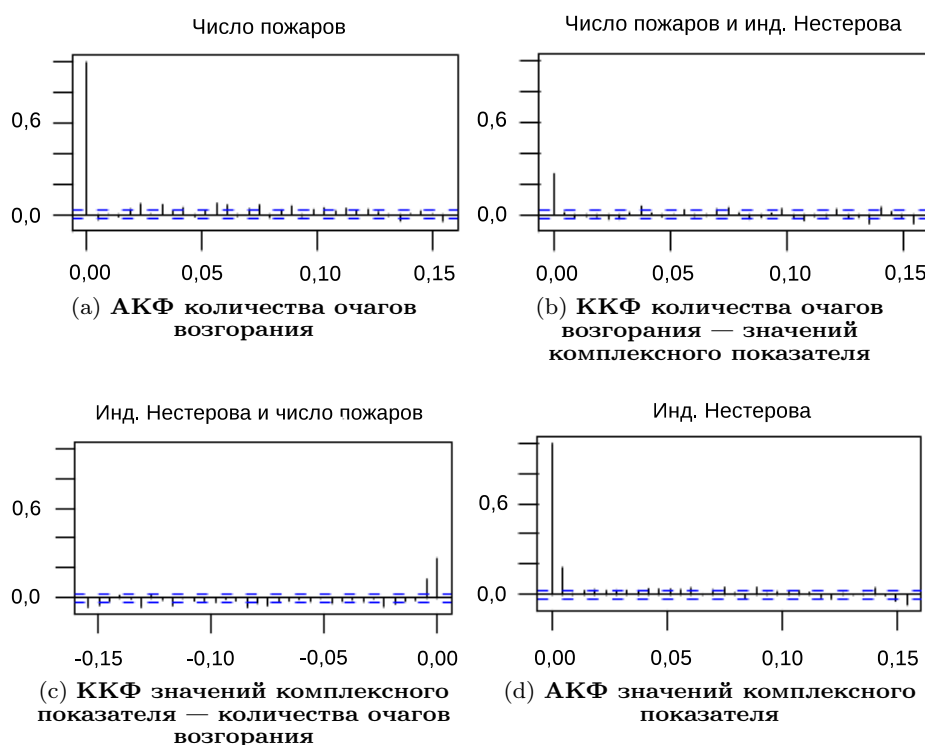 Число пожаров
0,6
0,0
0,00 0,05 0,10 0,15
(a) АКФ количества очагов
возгорания
Число пожаров и инд. Нестерова
0,6
0,0
0,00 0,05 0,10 0,15
(b) ККФ количества очагов
возгорания — значений
комплексного показателя
Инд. Нестерова и число пожаров
0,6
0,0
-0,15 -0,10 -0,05 0,00
(c) ККФ значений комплексного
показателя — количества очагов
возгорания
Инд. Нестерова
0,6
0,0
0,00 0,05 0,10 0,15
(d) АКФ значений комплексного
показателя